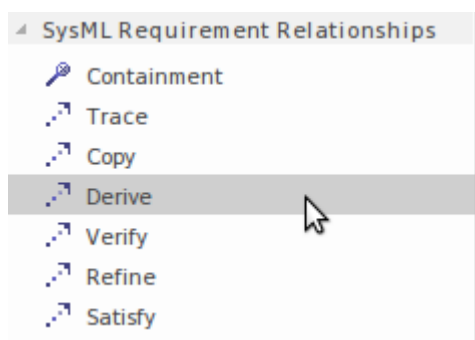 SysML Requirement Relationships
Containment
Trace
Copy
Derive
Verify
Refine
Satisfy